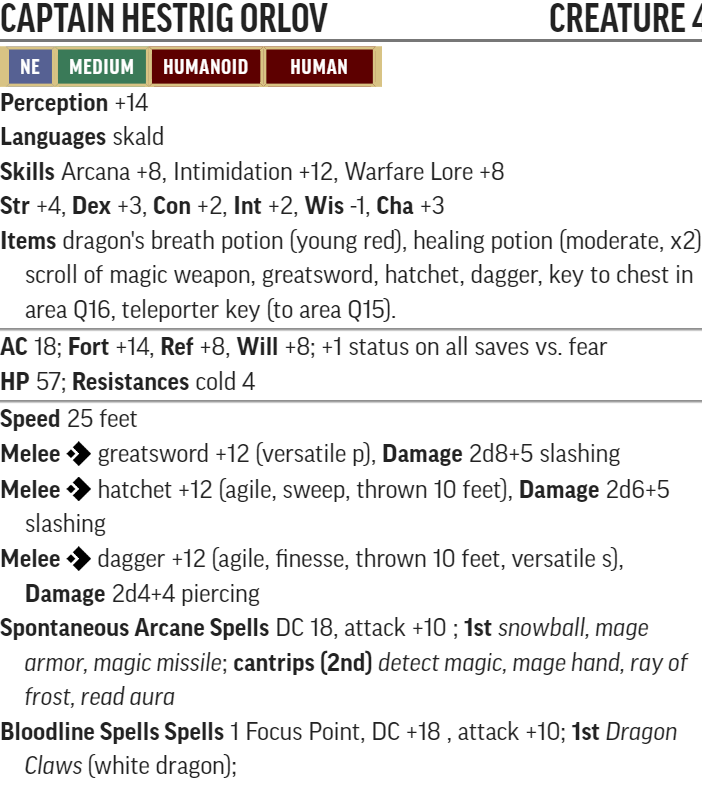 CAPTAIN HESTRIG ORLOV CREATURE 4
NE MEDIUM HUMANOID HUMAN
Perception +14
Languages skald
Skills Arcana +8, Intimidation +12, Warfare Lore +8
Str +4, Dex +3, Con +2, Int +2, Wis -1, Cha +3
Items dragon's breath potion (young red), healing potion (moderate, x2)
scroll of magic weapon, greatsword, hatchet, dagger, key to chest in
area Q16, teleporter key (to area Q15).
AC 18; Fort +14, Ref +8, Will +8; +1 status on all saves vs. fear
HP 57; Resistances cold 4
Speed 25 feet
Melee greatsword +12 (versatile p), Damage 2d8+5 slashing
Melee hatchet +12 (agile, sweep, thrown 10 feet), Damage 2d6+5
slashing
Melee dagger +12 (agile, finesse, thrown 10 feet, versatile s),
Damage 2d4+4 piercing
Spontaneous Arcane Spells DC 18, attack +10 ; 1st snowball, mage
armor, magic missile; cantrips (2nd) detect magic, mage hand, ray of
frost, read aura
Bloodline Spells Spells 1 Focus Point, DC +18 , attack +10; 1st Dragon
Claws (white dragon);